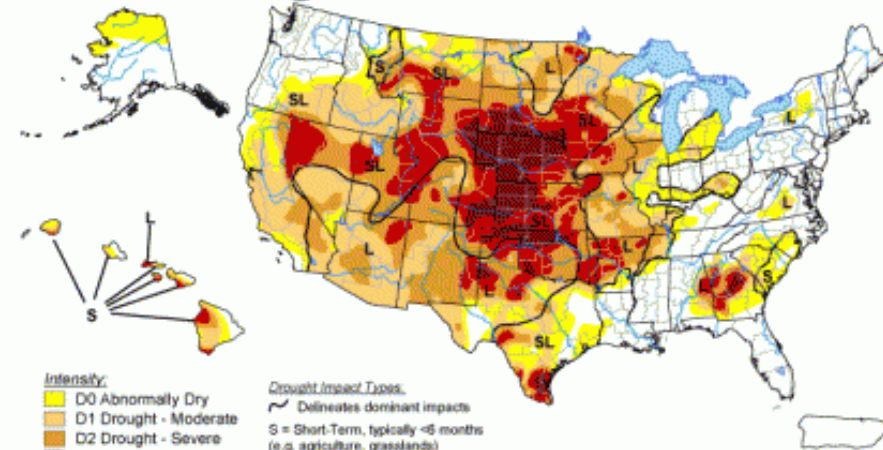 S
SL
L
SL
SL
SL
L
L
L
L
S
SL
L
L
L
S
L
SL
S
Intensity:
D0 Abnormally Dry
D1 Drought - Moderate
D2 Drought - Severe
Drought Impact Types:
Delineates dominant impacts
S = Short-Term, typically <6 months
(e.g. agriculture, grasslands)